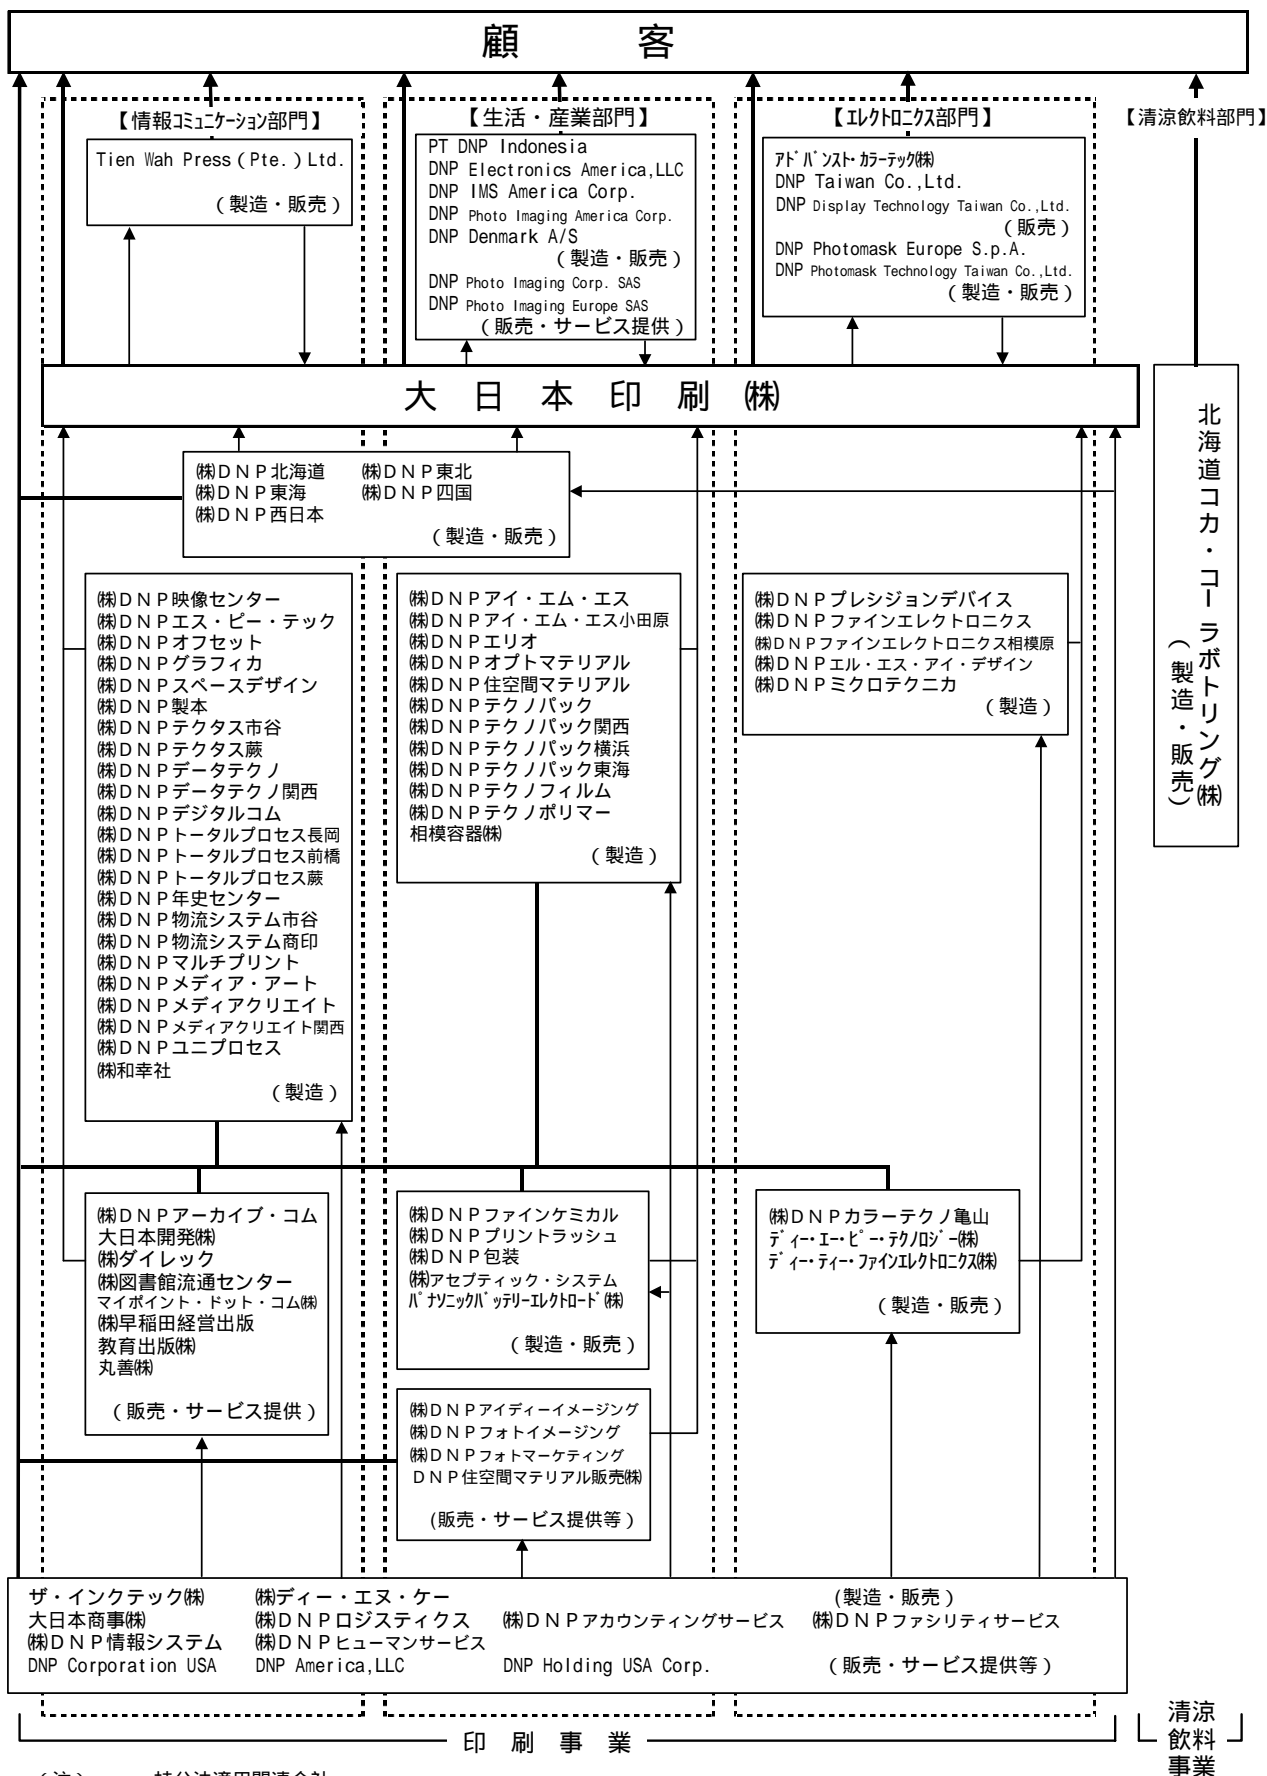 顧　客
【情報コミュニケーション部門】
Tien Wah Press（Pte.）Ltd.
（製造・販売）
【生活・産業部門】
PT DNP Indonesia
DNP Electronics America,LLC
DNP IMS America Corp.
DNP Photo Imaging America Corp.
DNP Denmark A/S
（製造・販売）
DNP Photo Imaging Corp. SAS
DNP Photo Imaging Europe SAS
（販売・サービス提供）
【エレクトロニクス部門】
アドバンスト・カラーテック㈱
DNP Taiwan Co.,Ltd.
DNP Display Technology Taiwan Co.,Ltd.
（販売）
DNP Photomask Europe S.p.A.
DNP Photomask Technology Taiwan Co.,Ltd.
（製造・販売）
【清涼飲料部門】
大　日　本　印　刷　㈱
北海道コカ・コーラボトリング㈱
（製造・販売）
㈱ＤＮＰ北海道　㈱ＤＮＰ東北
㈱ＤＮＰ東海　㈱ＤＮＰ四国
㈱ＤＮＰ西日本
（製造・販売）
㈱ＤＮＰ映像センター
㈱ＤＮＰエス・ピー・テック
㈱ＤＮＰオフセット
㈱ＤＮＰグラフィカ
㈱ＤＮＰスペースデザイン
㈱ＤＮＰ製本
㈱ＤＮＰテクタス市谷
㈱ＤＮＰテクタス蕨
㈱ＤＮＰデータテクノ
㈱ＤＮＰデータテクノ関西
㈱ＤＮＰデジタルコム
㈱ＤＮＰトータルプロセス長岡
㈱ＤＮＰトータルプロセス前橋
㈱ＤＮＰトータルプロセス蕨
㈱ＤＮＰ年史センター
㈱ＤＮＰ物流システム市谷
㈱ＤＮＰ物流システム商印
㈱ＤＮＰマルチプリント
㈱ＤＮＰメディア・アート
㈱ＤＮＰメディアクリエイト
㈱ＤＮＰメディアクリエイト関西
㈱ＤＮＰユニプロセス
㈱和幸社
（製造）
㈱ＤＮＰアイ・エム・エス
㈱ＤＮＰアイ・エム・エス小田原
㈱ＤＮＰエリオ
㈱ＤＮＰオプトマテリアル
㈱ＤＮＰ住空間マテリアル
㈱ＤＮＰテクノパック
㈱ＤＮＰテクノパック関西
㈱ＤＮＰテクノパック横浜
㈱ＤＮＰテクノパック東海
㈱ＤＮＰテクノフィルム
㈱ＤＮＰテクノポリマー
相模容器㈱
（製造）
㈱ＤＮＰプレシジョンデバイス
㈱ＤＮＰファインエレクトロニクス
㈱ＤＮＰファインエレクトロニクス相模原
㈱ＤＮＰエル・エス・アイ・デザイン
㈱ＤＮＰミクロテクニカ
（製造）
㈱ＤＮＰアーカイブ・コム
大日本開発㈱
㈱ダイレック
㈱図書館流通センター
マイポイント・ドット・コム㈱
㈱早稲田経営出版
教育出版㈱
丸善㈱
（販売・サービス提供）
㈱ＤＮＰファインケミカル
㈱ＤＮＰプリントラッシュ
㈱ＤＮＰ包装
㈱アセプティック・システム
パナソニックバッテリーエレクトロード㈱
（製造・販売）
㈱ＤＮＰカラーテクノ亀山
ディー・エー・ピー・テクノロジー㈱
ディー・ティー・ファインエレクトロニクス㈱
（製造・販売）
㈱ＤＮＰアイディーイメージング
㈱ＤＮＰフォトイメージング
㈱ＤＮＰフォトマーケティング
ＤＮＰ住空間マテリアル販売㈱
(販売・サービス提供等）
ザ・インクテック㈱　㈱ディー・エヌ・ケー　(製造・販売）
大日本商事㈱　㈱ＤＮＰロジスティクス　㈱ＤＮＰアカウンティングサービス　㈱ＤＮＰファシリティサービス
㈱ＤＮＰ情報システム　㈱ＤＮＰヒューマンサービス
DNP Corporation USA　DNP America,LLC　DNP Holding USA Corp.　（販売・サービス提供等）
印　刷　事　業
清涼
飲料
事業